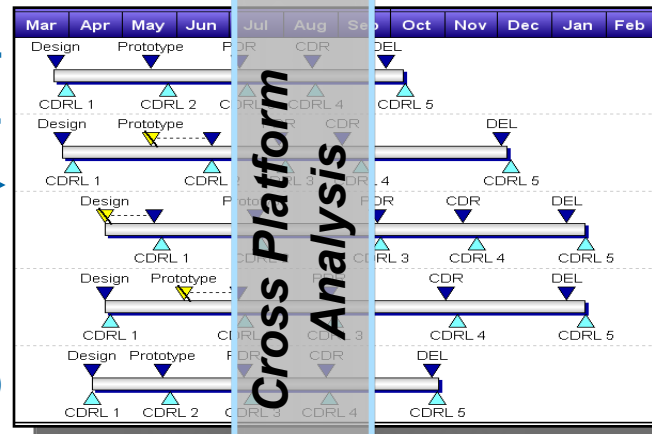 Mar Apr May Jun Jul Aug Sep Oct Nov Dec Jan Feb
Design Prototype PDR CDR DEL
CDRL 1 CDRL 2 CDRL 4 CDRL 5
Design Prototype CDR DEL
CDRL 1 CDRL 2 3 4 CDRL 5
Design PDR CDR DEL
CDRL 1 CDRL 3 CDRL 4 CDRL 5
Design Prototype CDR DEL
CDRL 1 3 CDRL 4 CDRL 5
Design Prototype PDR CDR DEL
CDRL 1 CDRL 2 CDRL 3 CDRL 4 CDRL 5
Cross Platform
Analysis